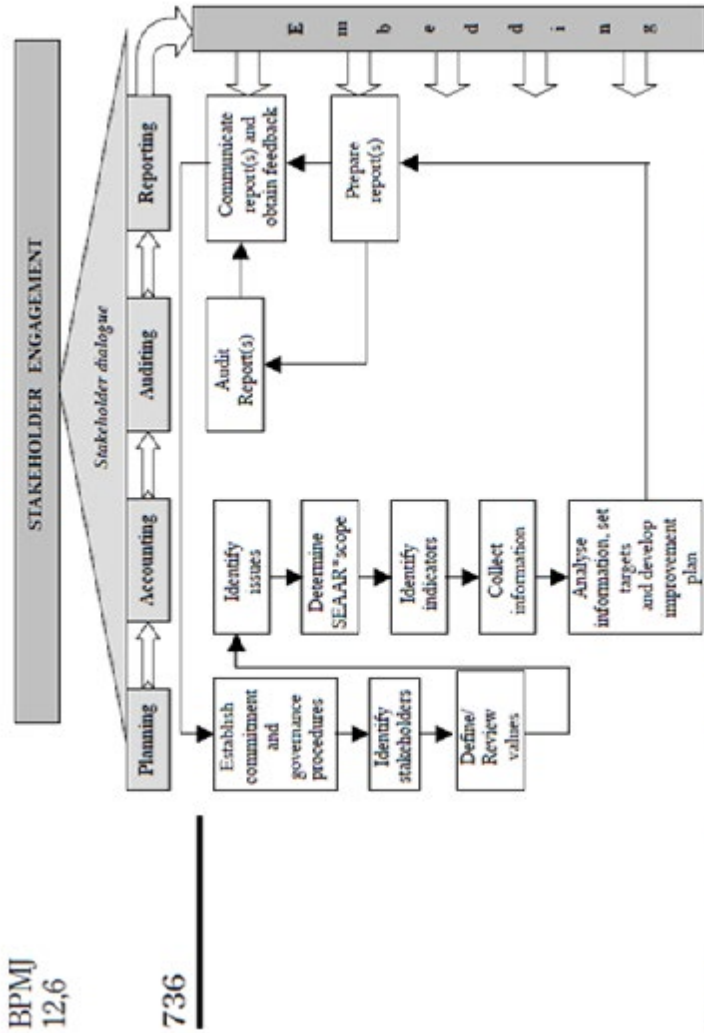 BPMJ
12,6
736
STAKEHOLDER ENGAGEMENT
Stakeholder dialogue
Planning
Accounting
Auditing
Reporting
Establish
commitment
and
governance
procedures
Identify
stakeholders
Define/
Review
values
Identify
issues
Determine
SEAAR*scope
Identify
indicators
Collect
information
Analyse
information, set
targets
and develop
improvement
plan
Audit
Report(s)
Communicate
report(s) and
obtain feedback
Prepare
report(s)
Embedding